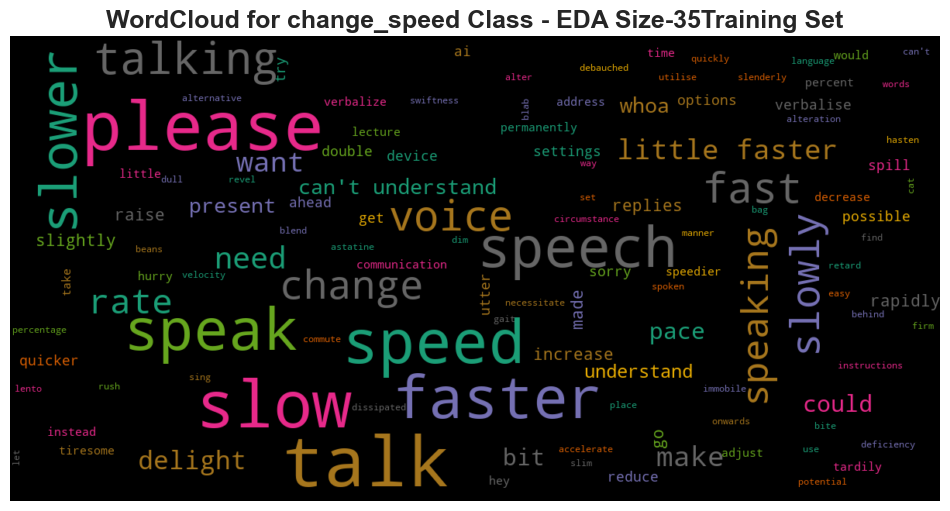 WordCloud for change_speed Class - EDA Size-35Training Set
talking
try
ai
time
quickly
would
language
can't
debauched
alter
utilise
slenderly
percent
words
slower
please
alternative
verbalize
swiftness
blab
address
whoa
options
verbalise
alteration
lecture
permanently
hasten
want
double
device
settings
little faster
spill
little
dull
revel
can't understand
way
fast
cat
raise
present
ahead
get
voice
set
replies
decrease
circumstance
bag
possible
slightly
blend
speech
manner
speaking
slowly
find
beans
need
astatine
dim
take
hurry
velocity
communication
sorry
speedier
retard
rate
change
utter
necessitate
made
spoken
easy
rapidly
percentage
speak
gait
behind
firm
commute
speed
pace
quicker
increase
understand
instructions
lento
rush
sing
slow
dissipated
faster
immobile
place
could
instead
onwards
bite
tiresome
delight
talk
bit
accelerate
go
make
adjust
use
deficiency
let
slim
hey
reduce
tardily
potential